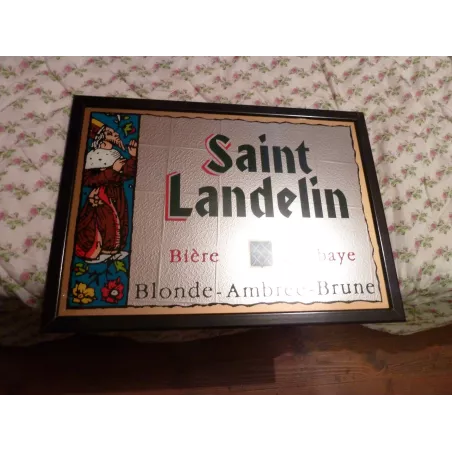 Saint
Landelin
Bière baye
Blonde-Ambrée-Brune